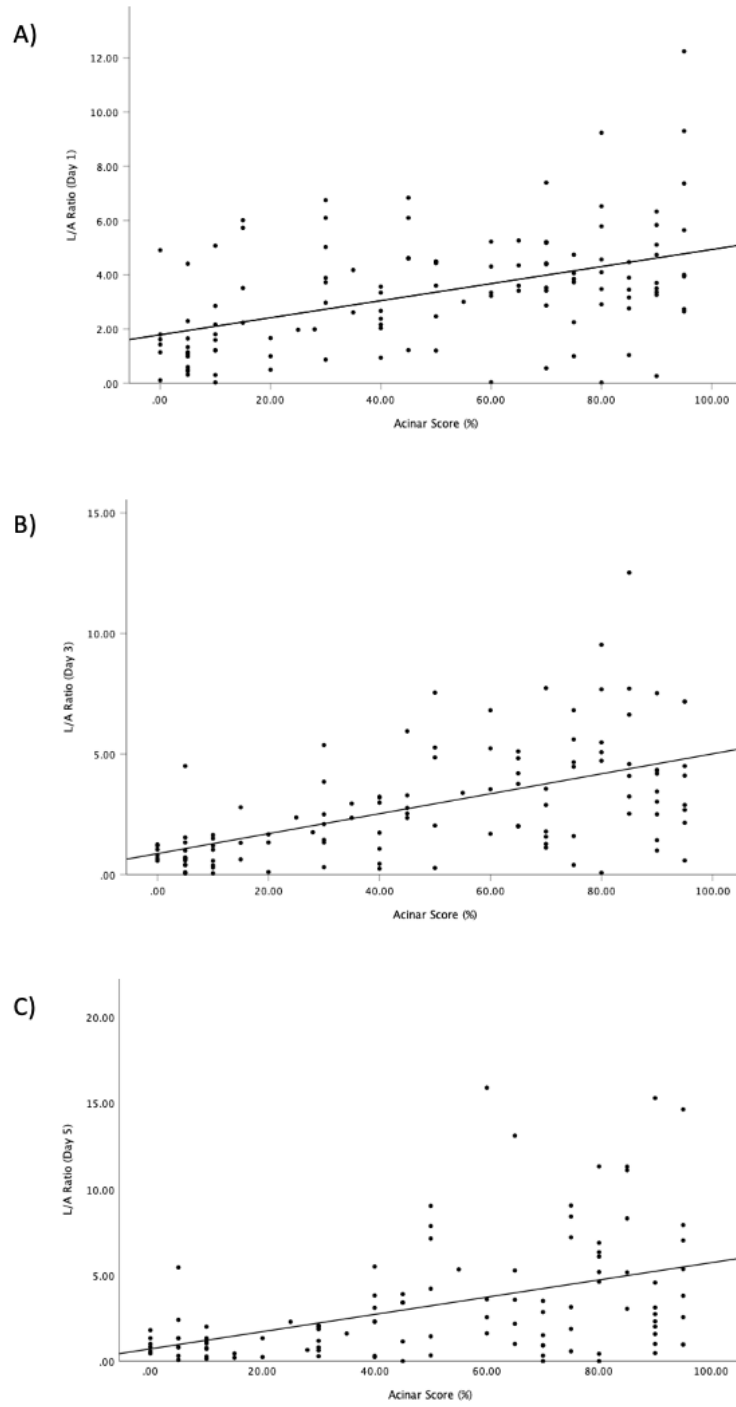 A)
12.00
10.00
8.00
6.00
4.00
2.00
.00
L/A Ratio (Day 1)
.00 20.00 40.00 60.00 80.00 100.00
Acinar Score (%)
B)
15.00
10.00
5.00
.00
L/A Ratio (Day 3)
.00 20.00 40.00 60.00 80.00 100.00
Acinar Score (%)
C)
20.00
15.00
10.00
5.00
.00
L/A Ratio (Day 5)
.00 20.00 40.00 60.00 80.00 100.00
Acinar Score (%)